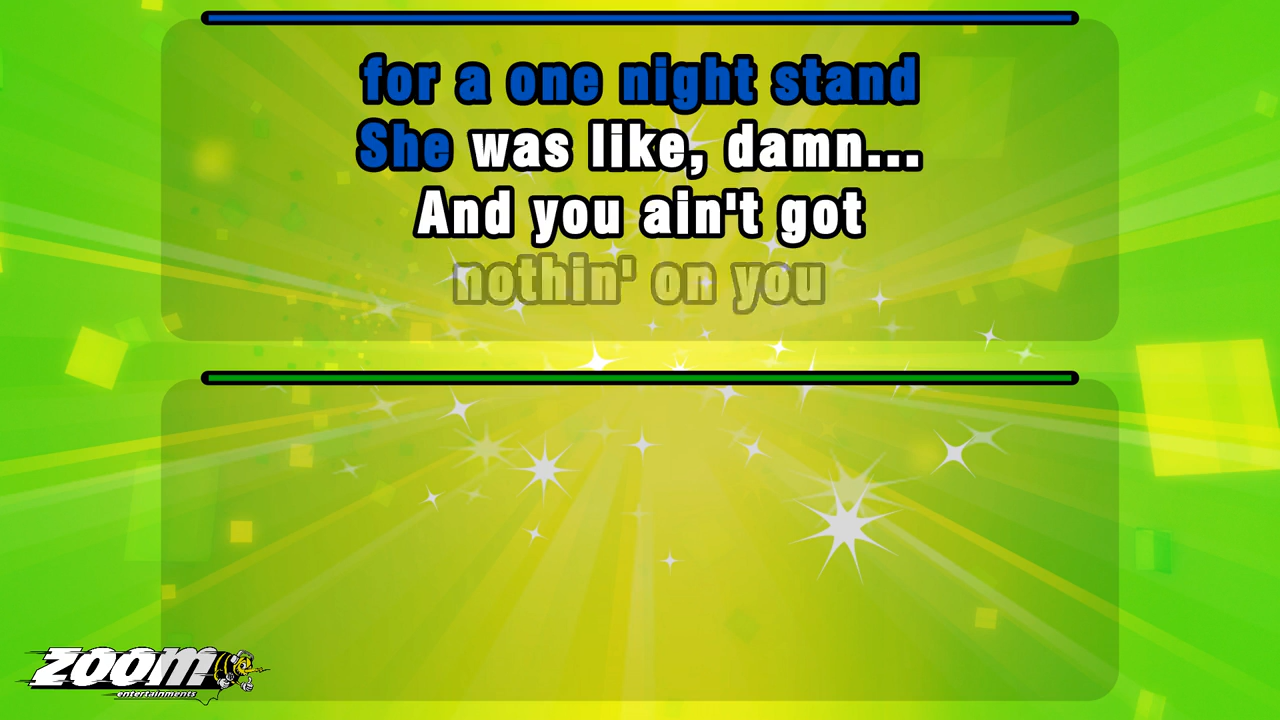 for a one night stand
She was like, damn...
And you ain't got
nothin' on you
zoom
entertainments